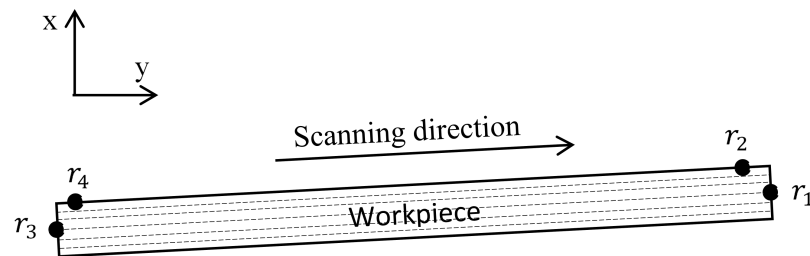 x
y
Scanning direction
r₂
r₄
r₁
Workpiece
r₃